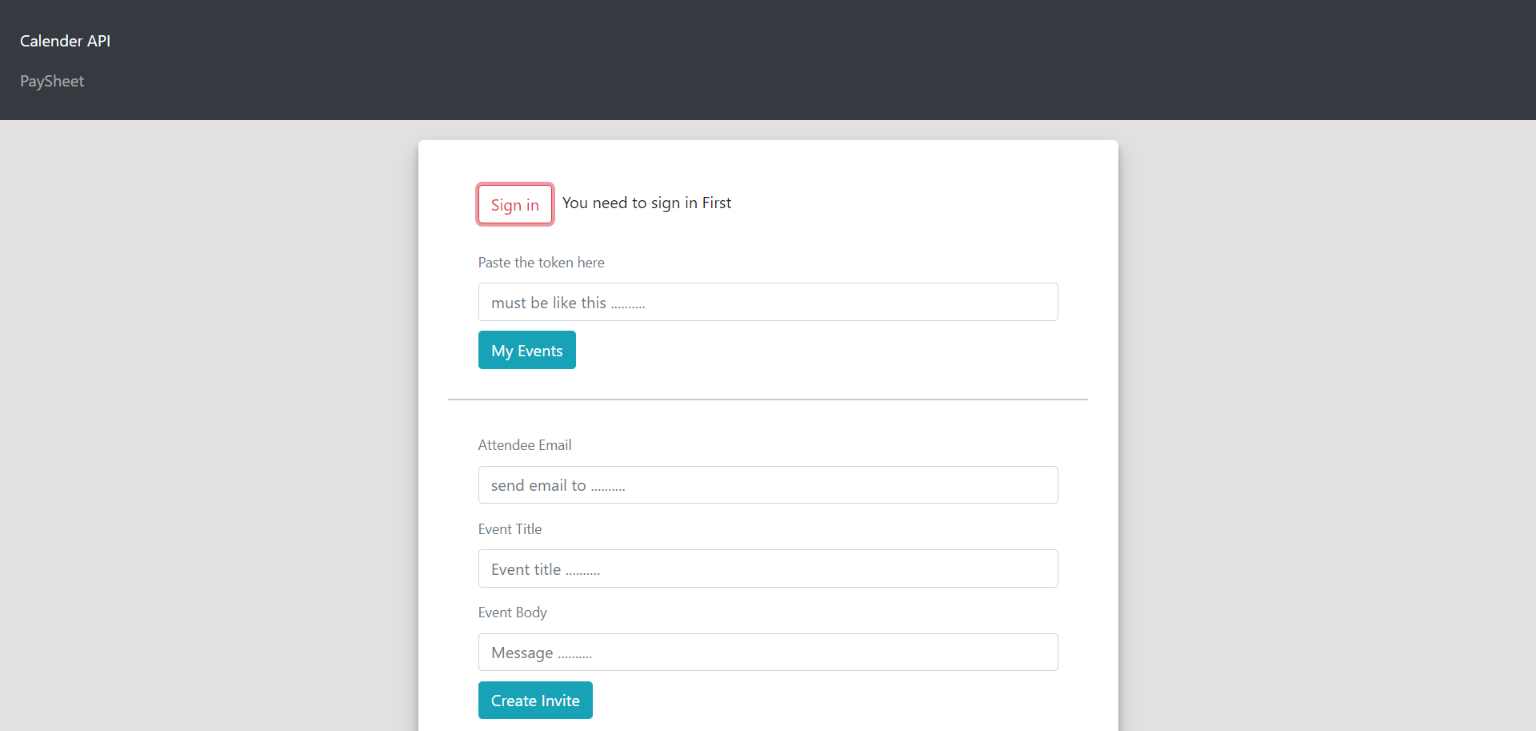 Calender API
PaySheet
Sign in You need to sign in First
Paste the token here
must be like this ..........
My Events
Attendee Email
send email to ..........
Event Title
Event title ..........
Event Body
Message ..........
Create Invite